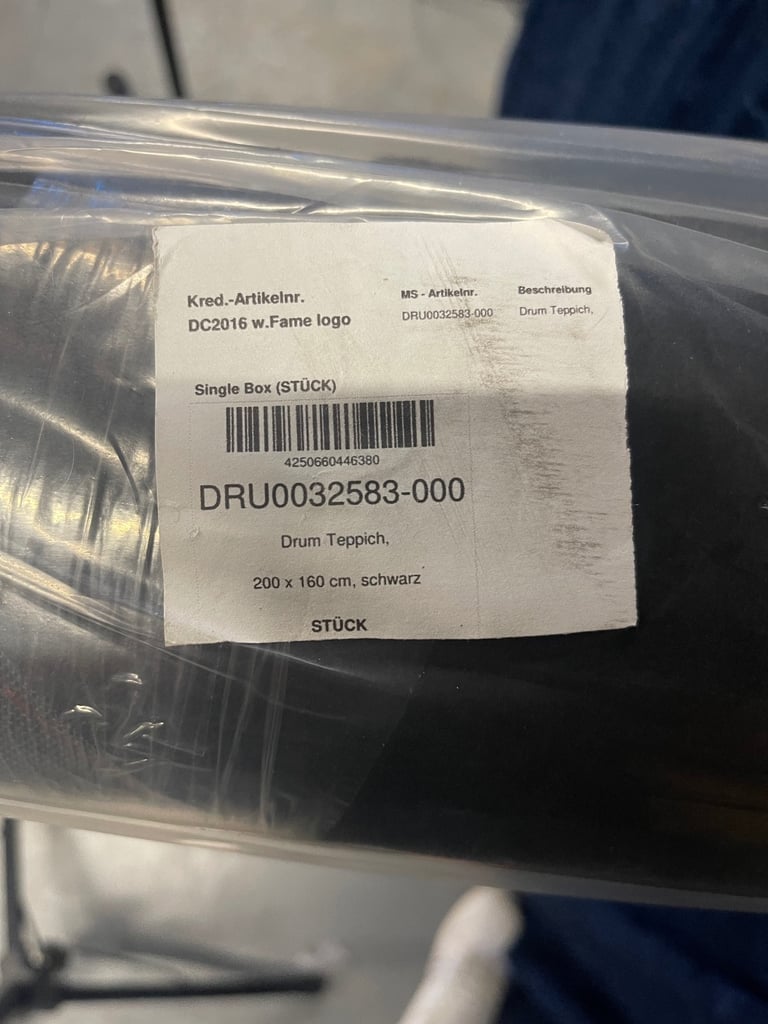 Kred.-Artikelnr.
DC2016 w.Fame logo
MS - Artikelnr.
DRU0032583-000
Beschreibung
Drum Teppich,
Single Box (STÜCK)
4250660446380
DRU0032583-000
Drum Teppich,
200 x 160 cm, schwarz
STÜCK